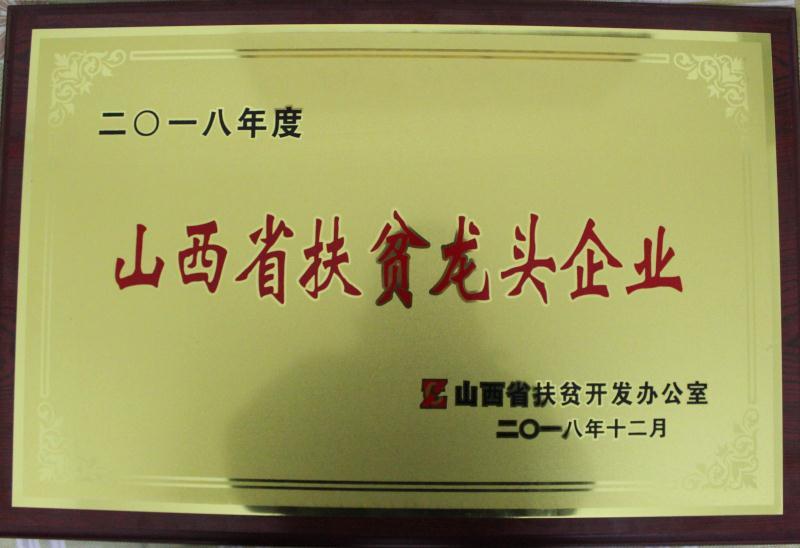 二〇一八年度
山西省扶贫龙头企业
山西省扶贫开发办公室
二〇一八年十二月